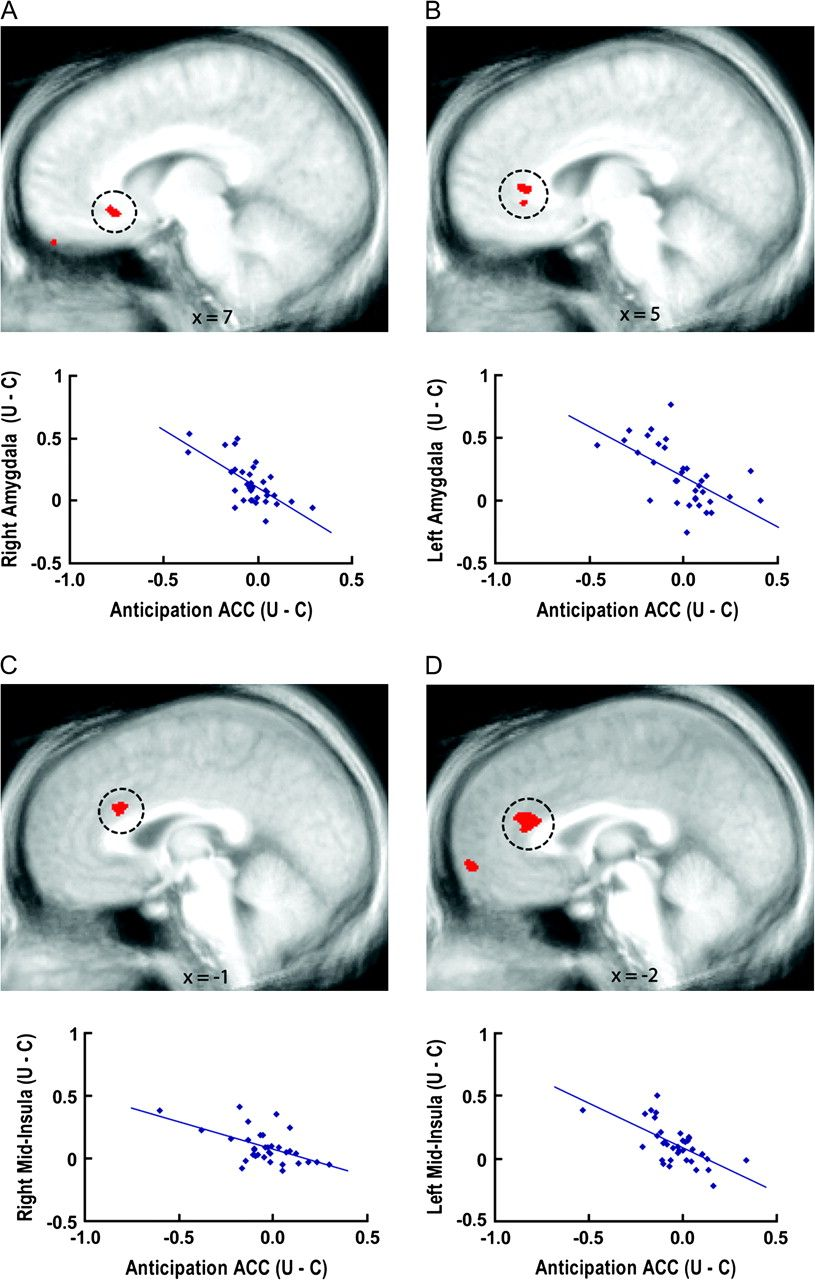 A
x = 7
1
0.5
0
-0.5
Right Amygdala (U - C)
-1.0 -0.5 0.0 0.5
Anticipation ACC (U - C)
B
x = 5
1
0.5
0
-0.5
Left Amygdala (U - C)
-1.0 -0.5 0.0 0.5
Anticipation ACC (U - C)
C
x = -1
1
0.5
0
-0.5
Right Mid-Insula (U - C)
-1.0 -0.5 0.0 0.5
Anticipation ACC (U - C)
D
x = -2
1
0.5
0
-0.5
Left Mid-Insula (U - C)
-1.0 -0.5 0.0 0.5
Anticipation ACC (U - C)